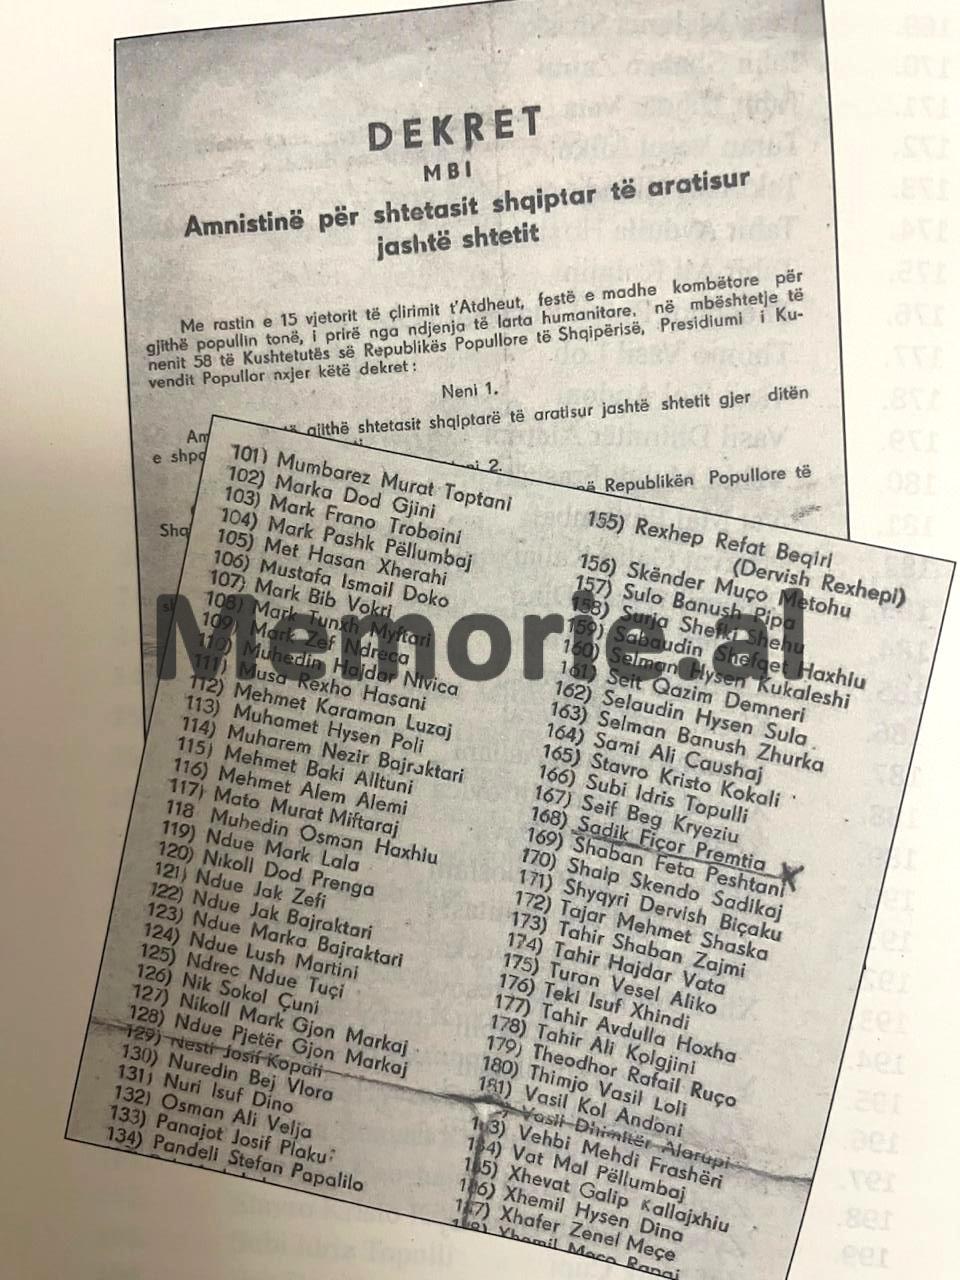 DEKRET
MBI
Amnistinë për shtetasit shqiptar të aratisur
jashtë shtetit
Me rastin e 15 vjetorit të çlirimit t'Atdheut, festë e madhe kombëtore për
gjithë popullin tonë, i prirë nga ndjenja të larta humanitare, në mbështetje të
nenit 58 të Kushtetutës së Republikës Popullore të Shqipërisë, Presidiumi i Ku-
vendit Popullor nxjer këtë dekret:
Neni 1.
gjithë shtetasit shqiptarë të aratisur jashtë shtetit gjer ditën
2.
në Republikën Popullore të
101) Mumbarez Murat Toptani
102) Marka Dod Gjini
103) Mark Frano Troboini
104) Mark Pashk Pëllumbaj
105) Met Hasan Xherahi
106) Mustafa Ismail Doko
107) Mark Bib Vokri
108) Mark Tunxh Myftari
109) Mark Zef Ndreca
110) Muhedin Hajdar Nivica
111) Musa Rexho Hasani
112) Mehmet Karaman Luzaj
113) Muhamet Hysen Poli
114) Muharem Nezir Bajraktari
115) Mehmet Baki Alltuni
116) Mehmet Alem Alemi
117) Mato Murat Miftaraj
118 Muhedin Osman Haxhiu
119) Ndue Mark Lala
120) Nikoll Dod Prenga
121) Ndue Jak Zefi
122) Ndue Jak Bajraktari
123) Ndue Marka Bajraktari
124) Ndue Lush Martini
125) Ndrec Ndue Tuçi
126) Nik Sokol Çuni
127) Nikoll Mark Gjon Markaj
128) Ndue Pjetër Gjon Markaj
129) Nesti Josif Kopali
130) Nuredin Bej Vlora
131) Nuri Isuf Dino
132) Osman Ali Velja
133) Panajot Josif Plaku
134) Pandeli Stefan Papalilo
155) Rexhep Refat Beqiri
(Dervish Rexhepi)
156) Skënder Muço Metohu
157) Sulo Banush Pipa
158) Surja Shefki Shehu
159) Sabaudin Shefqet Haxhiu
160) Selman Hysen Kukaleshi
161) Seit Qazim Demneri
162) Selaudin Hysen Sula
163) Selman Banush Zhurka
164) Sami Ali Caushaj
165) Stavro Kristo Kokali
166) Subi Idris Topulli
167) Seif Beg Kryeziu
168) Sadik Fiçor Premtia
169) Shaban Feta Peshtani
170) Shaip Skendo Sadikaj
171) Shyqyri Dervish Biçaku
172) Tajar Mehmet Shaska
173) Tahir Shaban Zajmi
174) Tahir Hajdar Vata
175) Turan Vesel Aliko
176) Teki Isuf Xhindi
177) Tahir Avdulla Hoxha
178) Tahir Ali Kolgjini
179) Theodhor Rafail Ruço
180) Thimjo Vasil Loli
181) Vasil Kol Andoni
Vasil Dhimitër Alarupi
183) Vehbi Mehdi Frashëri
184) Vat Mal Pëllumbaj
185) Xhevat Galip Kallajxhiu
186) Xhemil Hysen Dina
187) Xhafer Zenel Meçe
Memorie.al